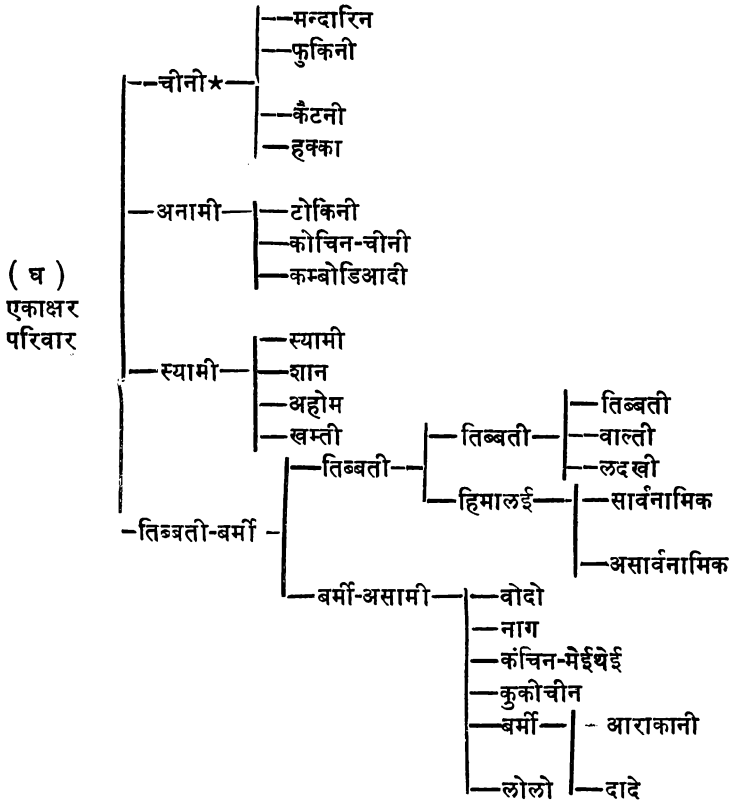 मन्दारिन
फुकिनी
चीनो★
कैटनी
हक्का
अनामी
टोकिनी
कोचिन-चीनी
कम्बोडिआदी
( घ )
एकाक्षर
परिवार
स्यामी
स्यामी
शान
अहोम
खम्ती
तिब्बती-बर्मी
तिब्बती
तिब्बती
तिब्बती
वाल्ती
लदखी
हिमालई
सार्वनामिक
असार्वनामिक
बर्मी-असामी
वोदो
नाग
कंचिन-मेईथेई
कुकीचीन
बर्मी
आराकानी
लोलो
दादे